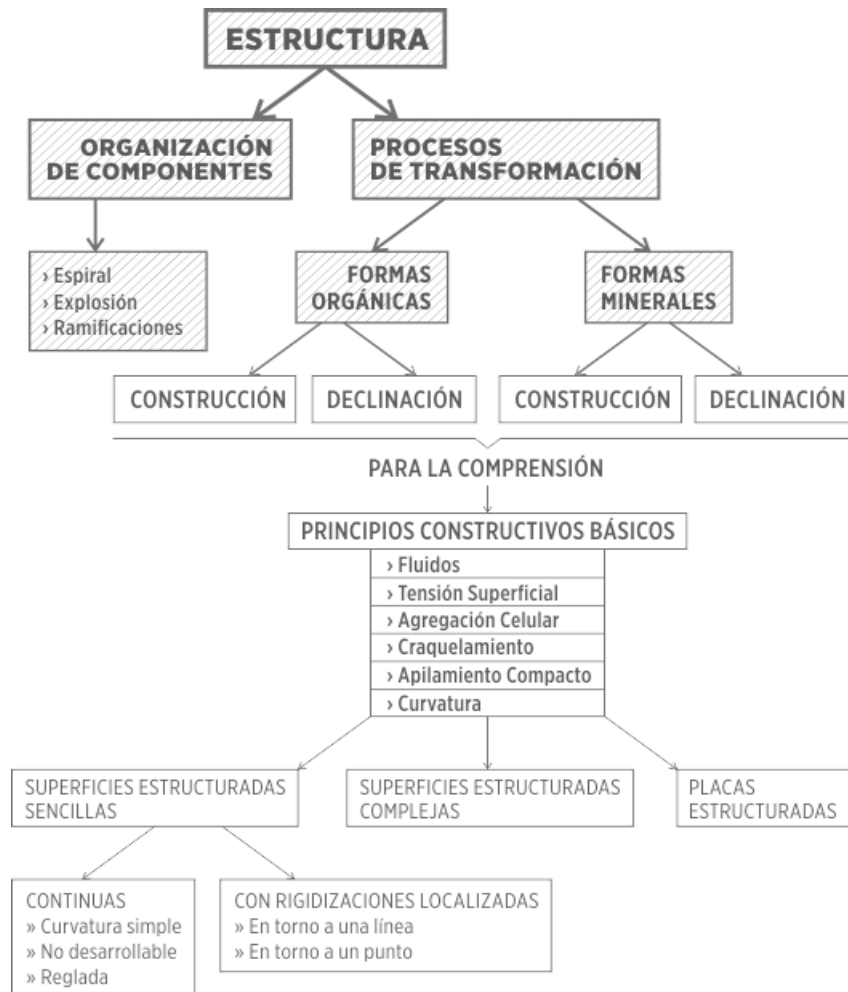 ESTRUCTURA
ORGANIZACIÓN
DE COMPONENTES
PROCESOS
DE TRANSFORMACIÓN
› Espiral
› Explosión
› Ramificaciones
FORMAS
ORGÁNICAS
FORMAS
MINERALES
CONSTRUCCIÓN
DECLINACIÓN
CONSTRUCCIÓN
DECLINACIÓN
PARA LA COMPRENSIÓN
PRINCIPIOS CONSTRUCTIVOS BÁSICOS
› Fluidos
› Tensión Superficial
› Agregación Celular
› Craquelamiento
› Apilamiento Compacto
› Curvatura
SUPERFICIES ESTRUCTURADAS
SENCILLAS
SUPERFICIES ESTRUCTURADAS
COMPLEJAS
PLACAS
ESTRUCTURADAS
CONTINUAS
» Curvatura simple
» No desarrollable
» Reglada
CON RIGIDIZACIONES LOCALIZADAS
» En torno a una línea
» En torno a un punto